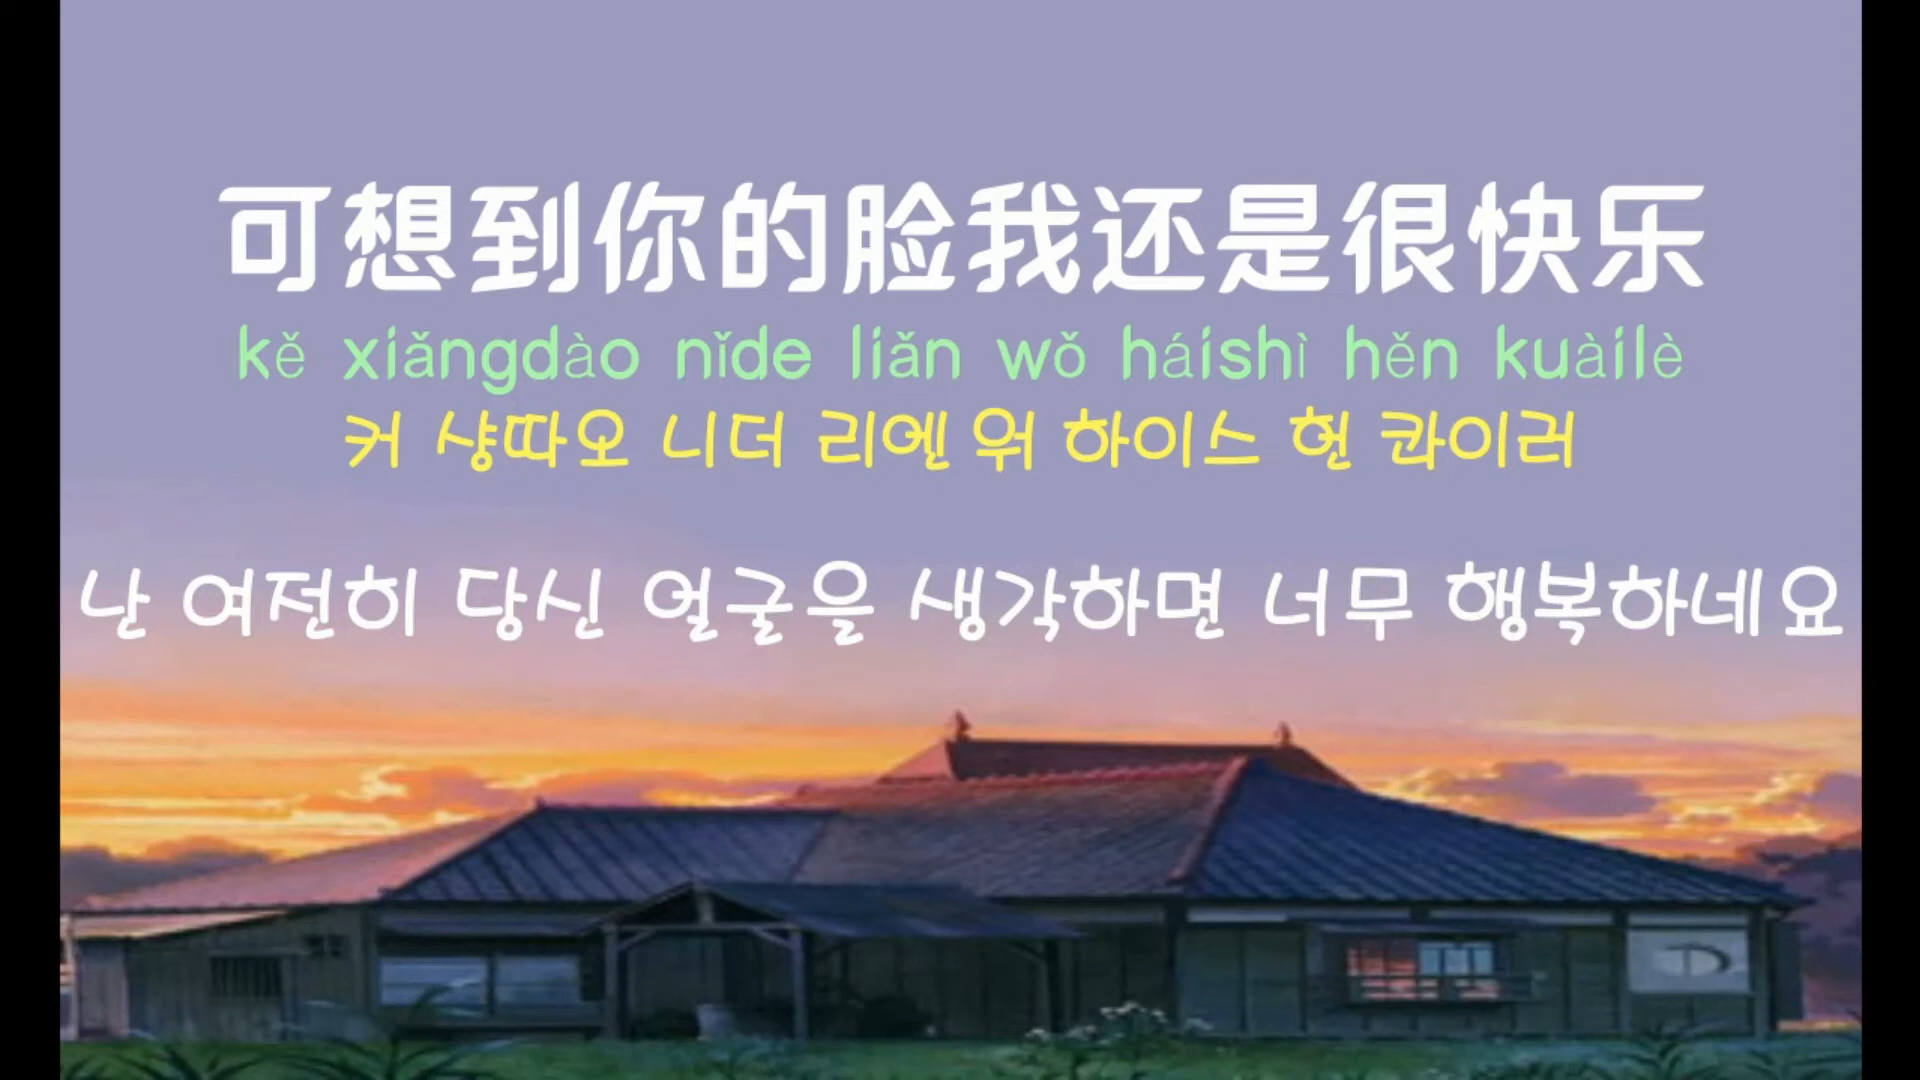 可想到你的脸我还是很快乐
kě xiǎngdào nǐde liǎn wǒ háishì hěn kuàilè
커 샹따오 니더 리엔 워 하이스 헌 콰이러
난 여전히 당신 얼굴을 생각하면 너무 행복하네요